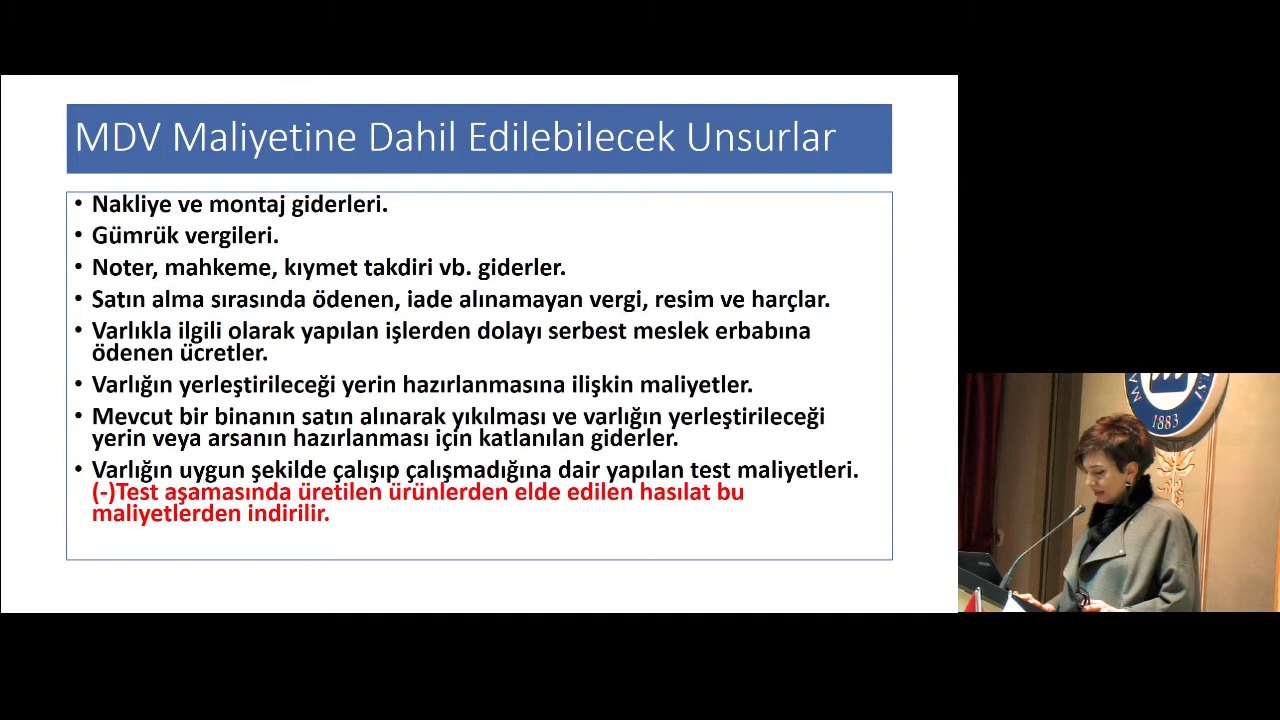 MDV Maliyetine Dahil Edilebilecek Unsurlar
• Nakliye ve montaj giderleri.
• Gümrük vergileri.
• Noter, mahkeme, kıymet takdiri vb. giderler.
• Satın alma sırasında ödenen, iade alınamayan vergi, resim ve harçlar.
• Varlıkla ilgili olarak yapılan işlerden dolayı serbest meslek erbabına
ödenen ücretler.
• Varlığın yerleştirileceği yerin hazırlanmasına ilişkin maliyetler.
• Mevcut bir binanın satın alınarak yıkılması ve varlığın yerleştirileceği
yerin veya arsanın hazırlanması için katlanılan giderler.
• Varlığın uygun şekilde çalışıp çalışmadığına dair yapılan test maliyetleri.
(-)Test aşamasında üretilen ürünlerden elde edilen hasılat bu
maliyetlerden indirilir.
1883